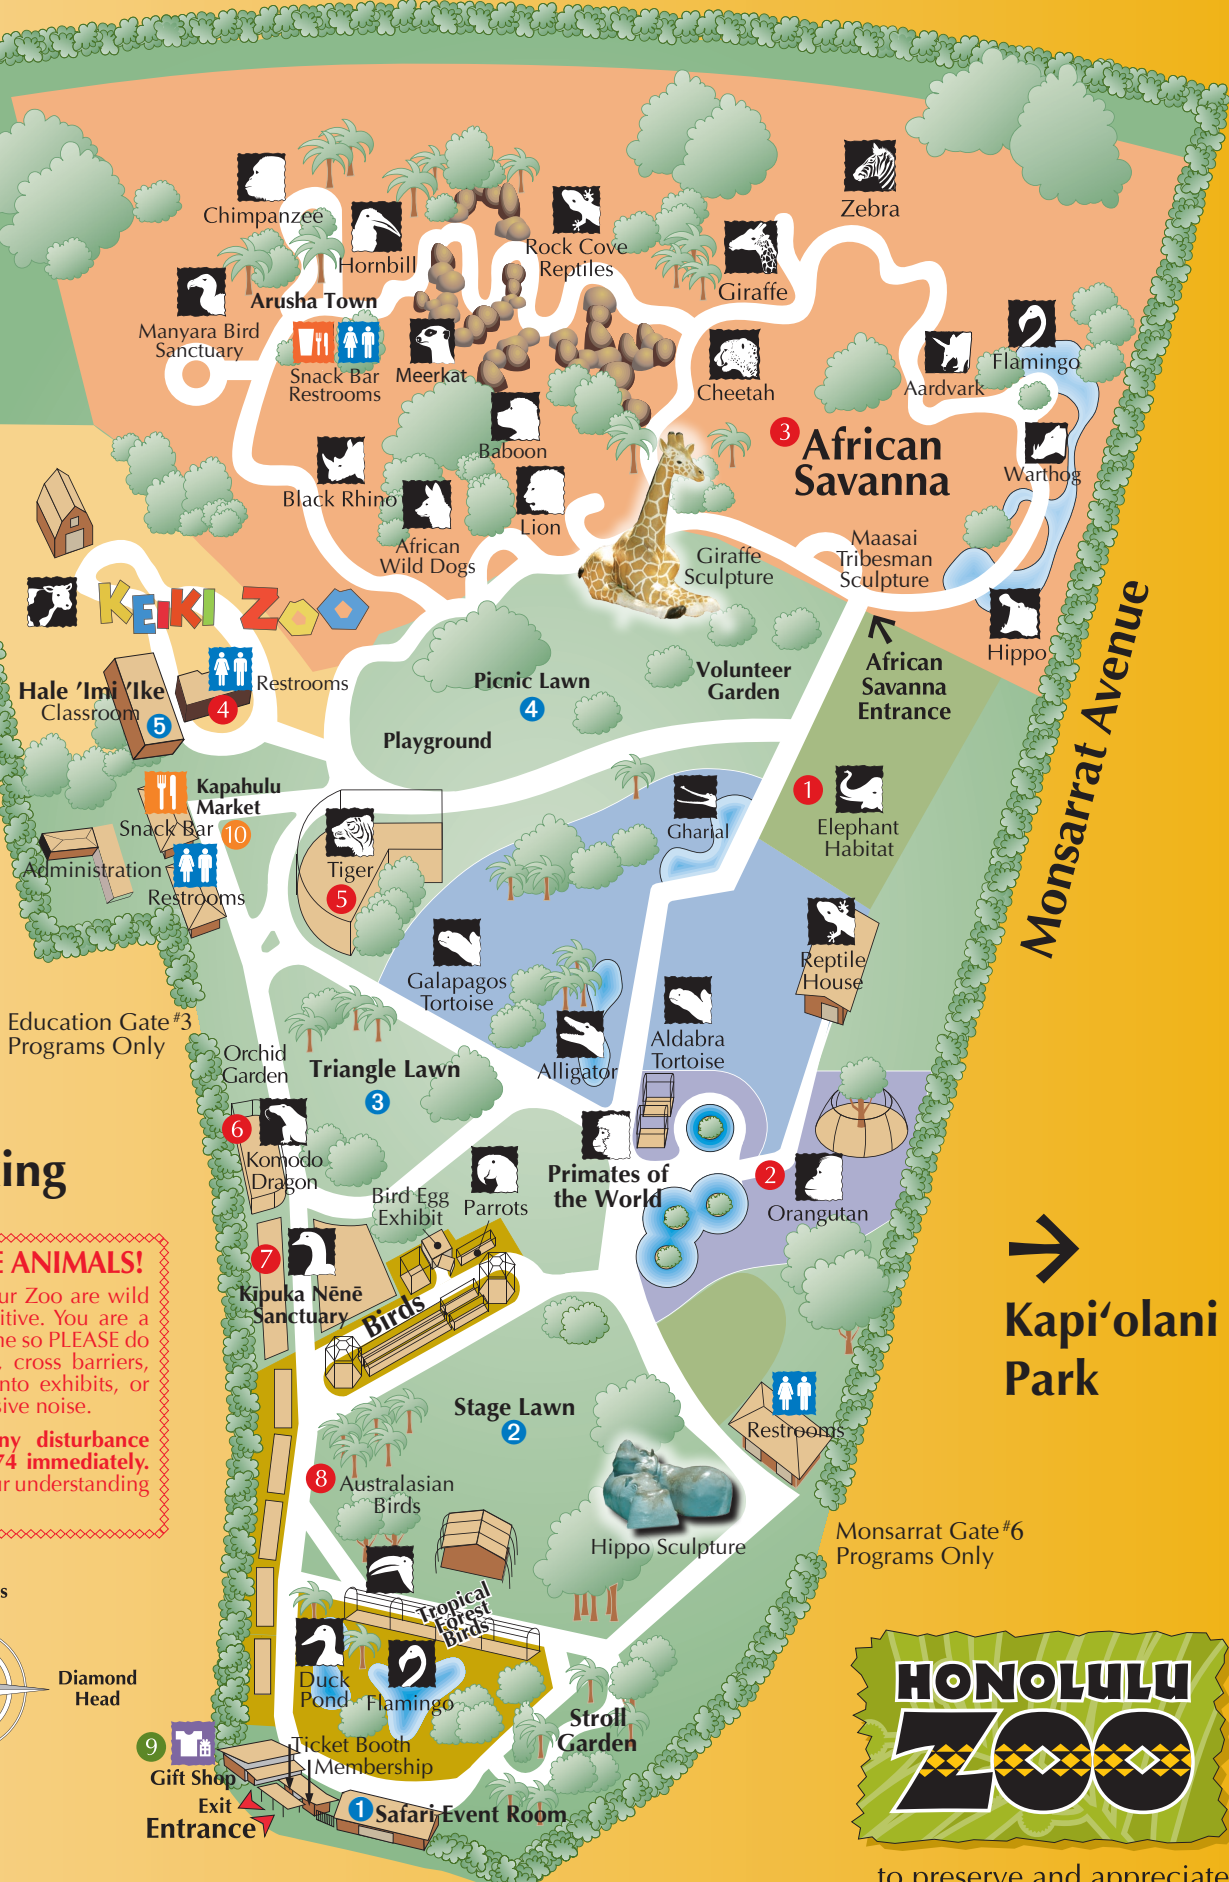 Chimpanzee
Hornbill
Rock Cove
Reptiles
Zebra
Giraffe
Manyara Bird
Sanctuary
Arusha Town
Snack Bar
Restrooms
Meerkat
Cheetah
Aardvark
Flamingo
Baboon
3 African
Savanna
Warthog
Black Rhino
African
Wild Dogs
Lion
Giraffe
Sculpture
Maasai
Tribesman
Sculpture
Hippo
KEIKI ZOO
Restrooms
4
Hale 'Imi 'Ike
Classroom 5
Picnic Lawn
4
Volunteer
Garden
African
Savanna
Entrance
Playground
Monsarrat Avenue
Kapahulu
Market
Snack Bar 10
Administration
Restrooms
Tiger
5
Gharial
1
Elephant
Habitat
Galapagos
Tortoise
Reptile
House
Alligator
Aldabra
Tortoise
Education Gate #3
Programs Only
Orchid
Garden
Triangle Lawn
3
6
Komodo
Dragon
Bird Egg
Exhibit
Parrots
Primates of
the World
2
Orangutan
ing
7
Kipuka Nēnē
Sanctuary
Birds
E ANIMALS!
ur Zoo are wild
itive. You are a
ne so PLEASE do
, cross barriers,
nto exhibits, or
sive noise.
ny disturbance
74 immediately.
ur understanding
Kapi‘olani
Park
Stage Lawn
2
Restrooms
8 Australasian
Birds
Hippo Sculpture
Monsarrat Gate #6
Programs Only
s
Tropical
Forest
Birds
Duck
Pond
Flamingo
Diamond
Head
Stroll
Garden
9
Gift Shop
Ticket Booth
Membership
Exit
Entrance
1 Safari Event Room
HONOLULU
ZOO
to preserve and appreciate